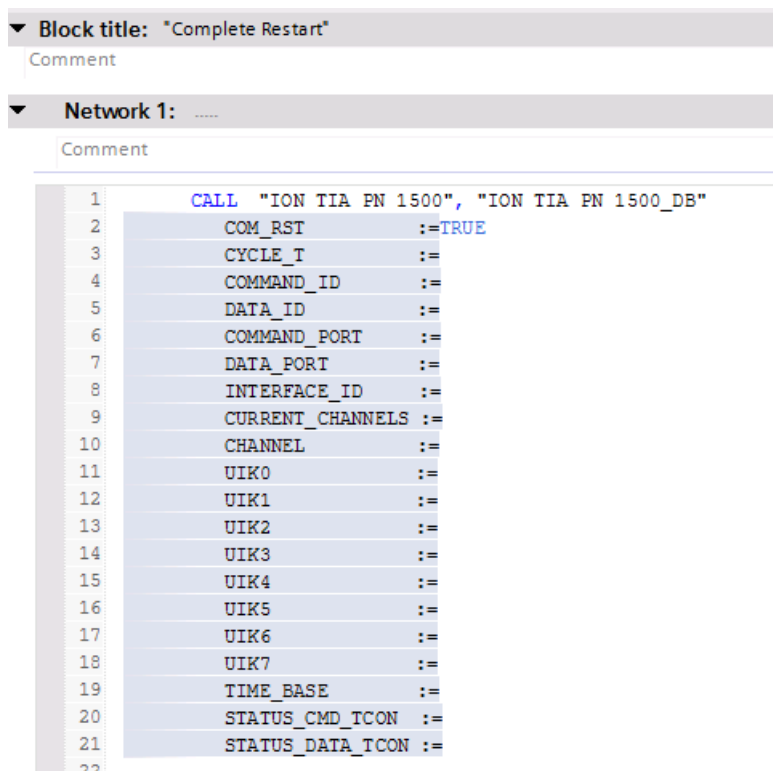 Block title: "Complete Restart"
Comment
Network 1: .....
Comment
1 CALL "ION TIA PN 1500", "ION TIA PN 1500_DB"
2 COM_RST :=TRUE
3 CYCLE_T :=
4 COMMAND_ID :=
5 DATA_ID :=
6 COMMAND_PORT :=
7 DATA_PORT :=
8 INTERFACE_ID :=
9 CURRENT_CHANNELS :=
10 CHANNEL :=
11 UIK0 :=
12 UIK1 :=
13 UIK2 :=
14 UIK3 :=
15 UIK4 :=
16 UIK5 :=
17 UIK6 :=
18 UIK7 :=
19 TIME_BASE :=
20 STATUS_CMD_TCON :=
21 STATUS_DATA_TCON :=